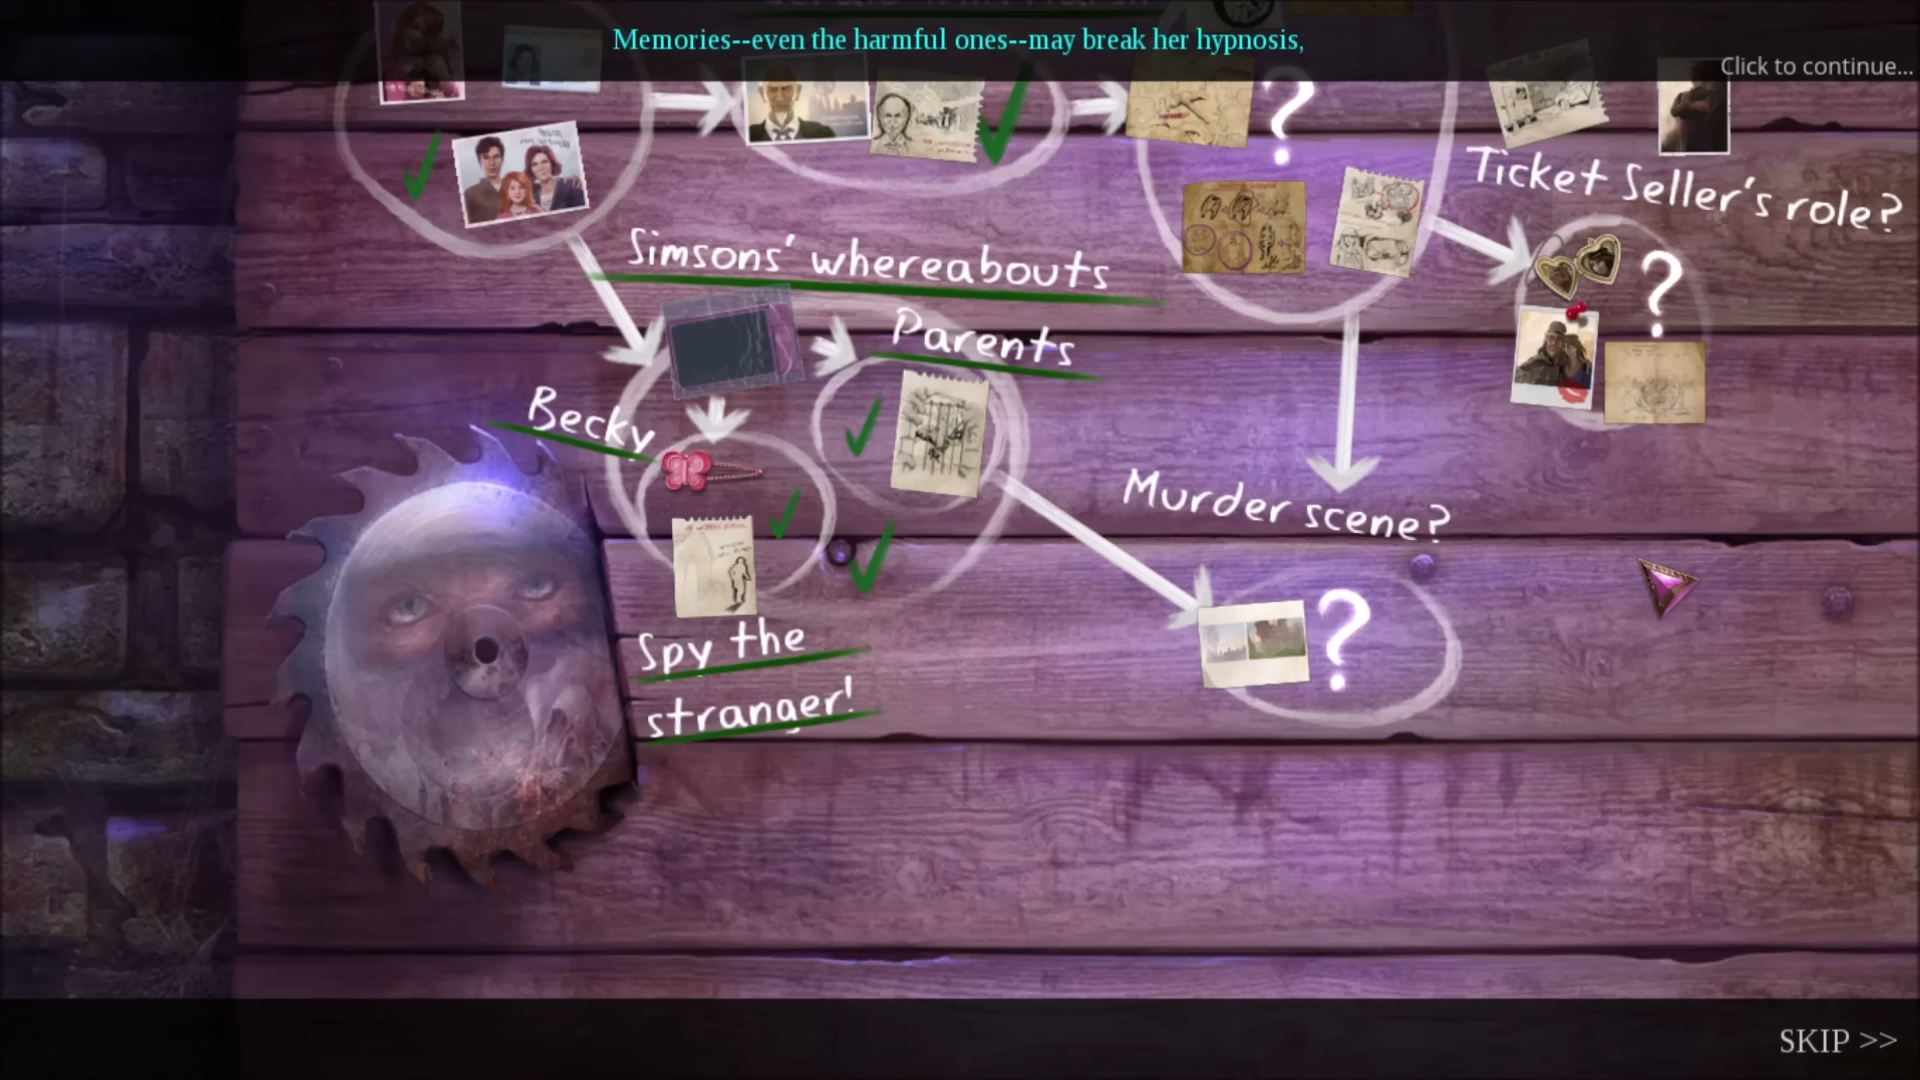 Memories--even the harmful ones--may break her hypnosis,
Click to continue...
Ticket Seller's role?
Simsons' whereabouts
Parents
Becky
Murder scene?
Spy the
stranger!
SKIP >>